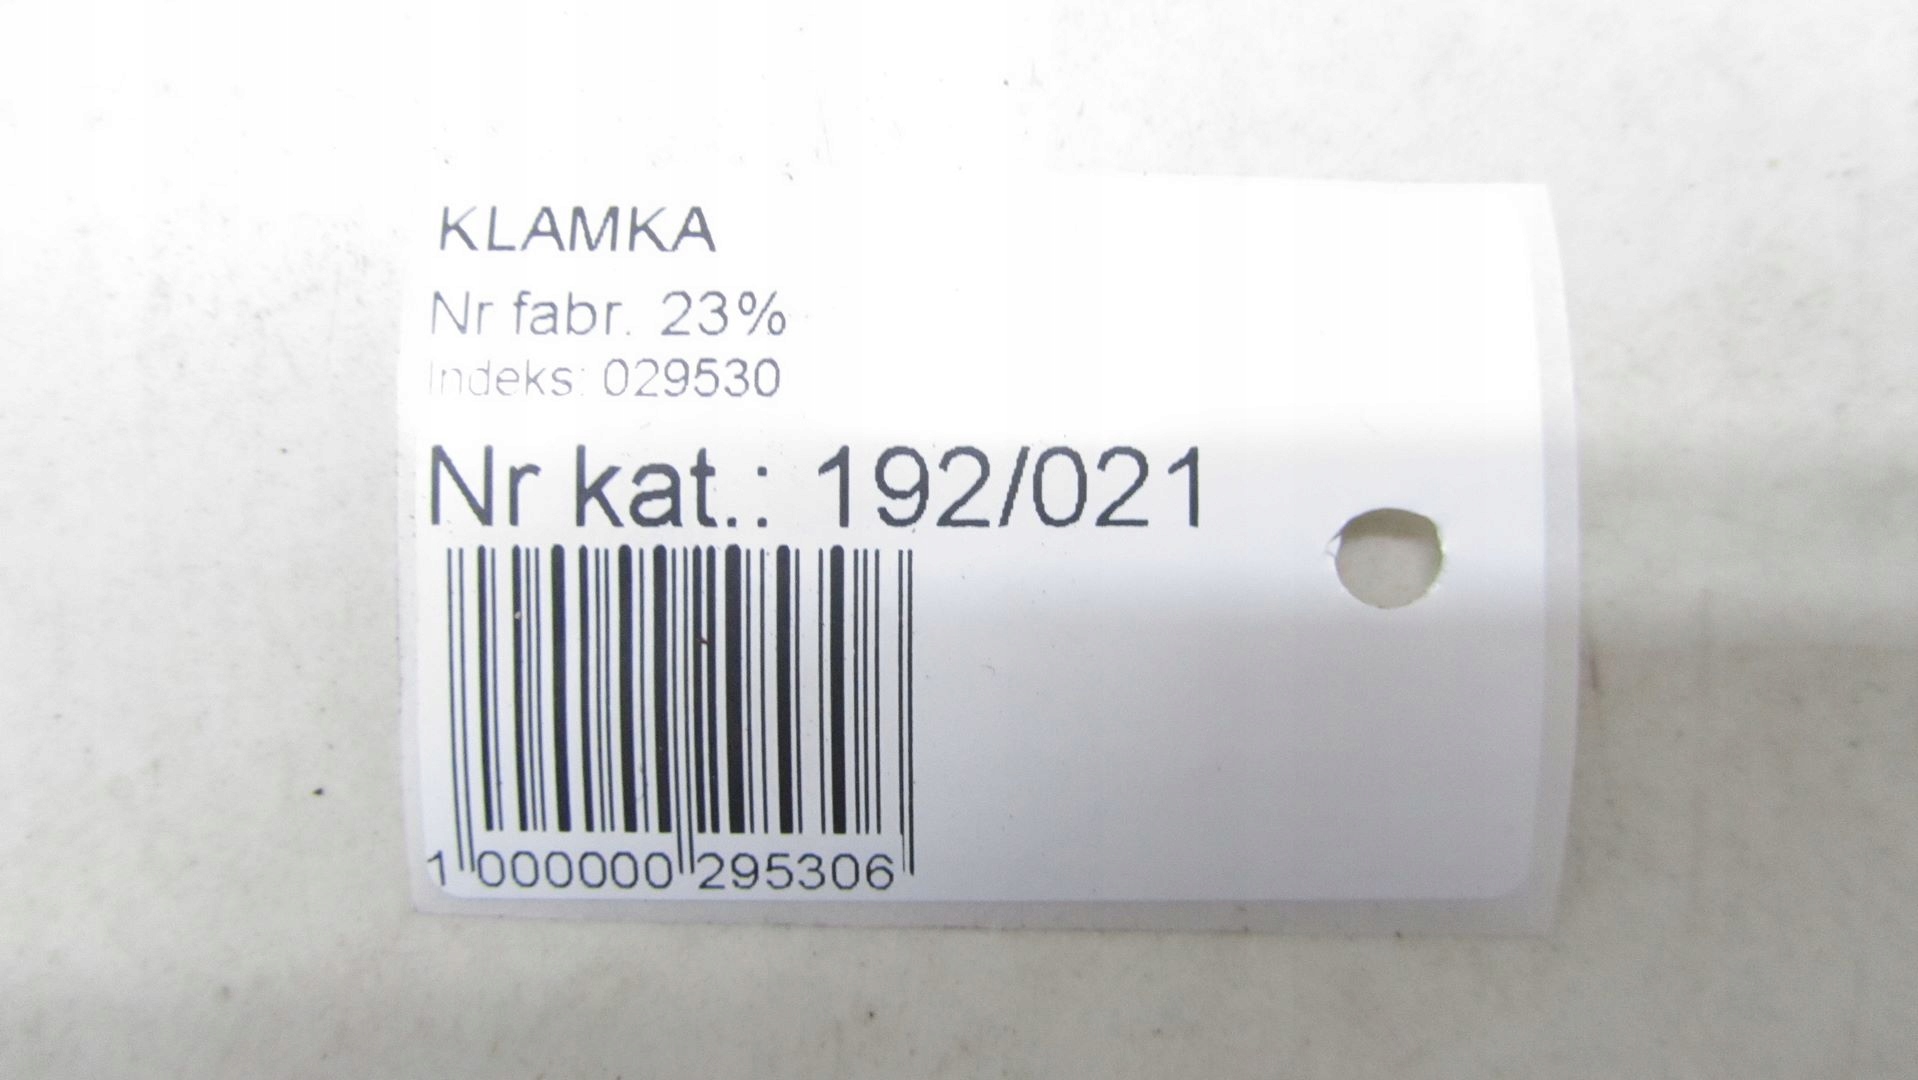 KLAMKA
Nr fabr. 23%
Indeks: 029530
Nr kat.: 192/021
1 000000 295306